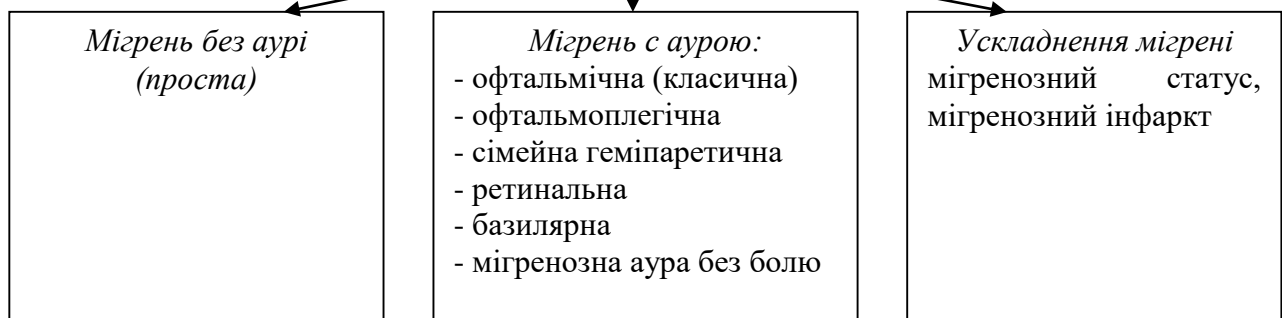 Мігрень без аурі
(проста)
Мігрень с аурою:
- офтальмічна (класична)
- офтальмоплегічна
- сімейна геміпаретична
- ретинальна
- базилярна
- мігренозна аура без болю
Ускладнення мігрені
мігренозний статус,
мігренозний інфаркт